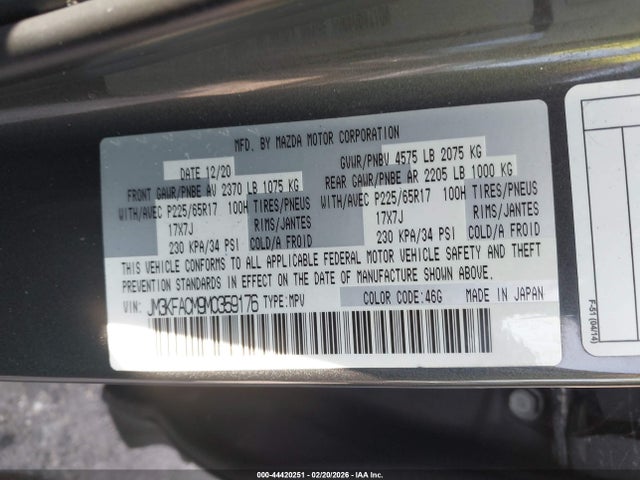 MFD. BY MAZDA MOTOR CORPORATION
DATE 12/20
GVWR/PNBV 4575 LB 2075 KG
FRONT GAWR/PNBE AV 2370 LB 1075 KG
REAR GAWR/PNBE AR 2205 LB 1000 KG
WITH/AVEC P225/65R17 100H TIRES/PNEUS
17X7J RIMS/JANTES
230 KPA/34 PSI COLD/A FROID
WITH/AVEC P225/65R17 100H TIRES/PNEUS
17X7J RIMS/JANTES
230 KPA/34 PSI COLD/A FROID
THIS VEHICLE CONFORMS TO ALL APPLICABLE FEDERAL MOTOR VEHICLE SAFETY AND THEFT
PREVENTION STANDARDS IN EFFECT ON THE DATE OF MANUFACTURE SHOWN ABOVE.
VIN: JM3KFACM9M0359176 TYPE:MPV COLOR CODE:46G MADE IN JAPAN
F-51 (04/14)
000-44420251 - 02/20/2026 - IAA Inc.